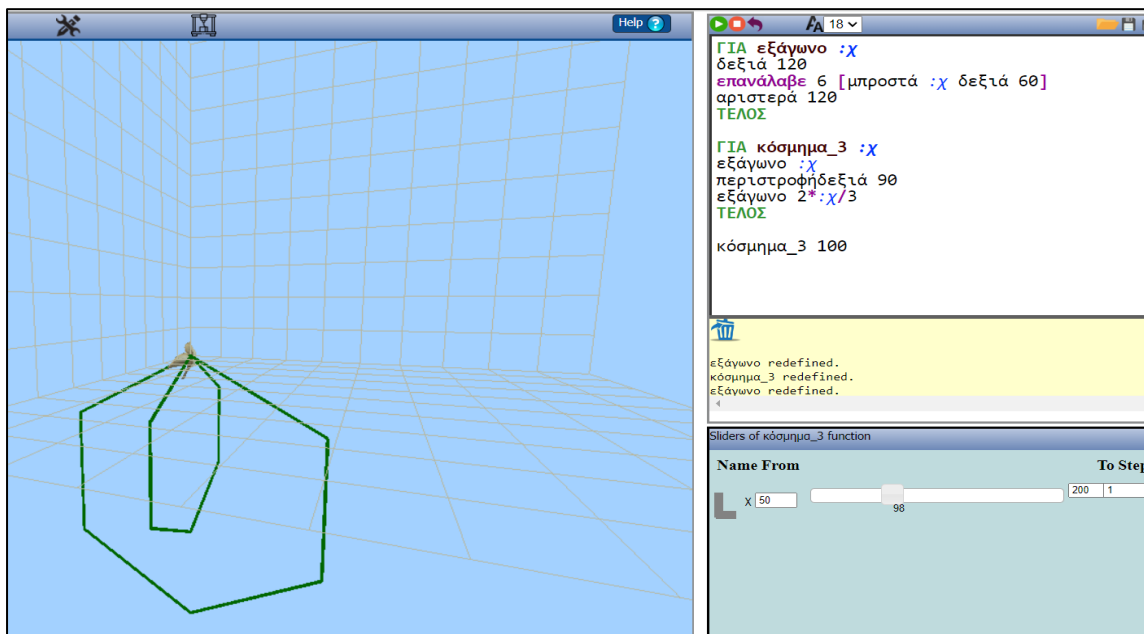 Help ?
18
ΓΙΑ εξάγωνο :χ
δεξιά 120
επανάλαβε 6 [μπροστά :χ δεξιά 60]
αριστερά 120
ΤΕΛΟΣ
ΓΙΑ κόσμημα_3 :χ
εξάγωνο :χ
περιστροφήδεξιά 90
εξάγωνο 2*:χ/3
ΤΕΛΟΣ
κόσμημα_3 100
εξάγωνο redefined.
κόσμημα_3 redefined.
εξάγωνο redefined.
Sliders of κόσμημα_3 function
Name From To Step
χ 50 200 1
98